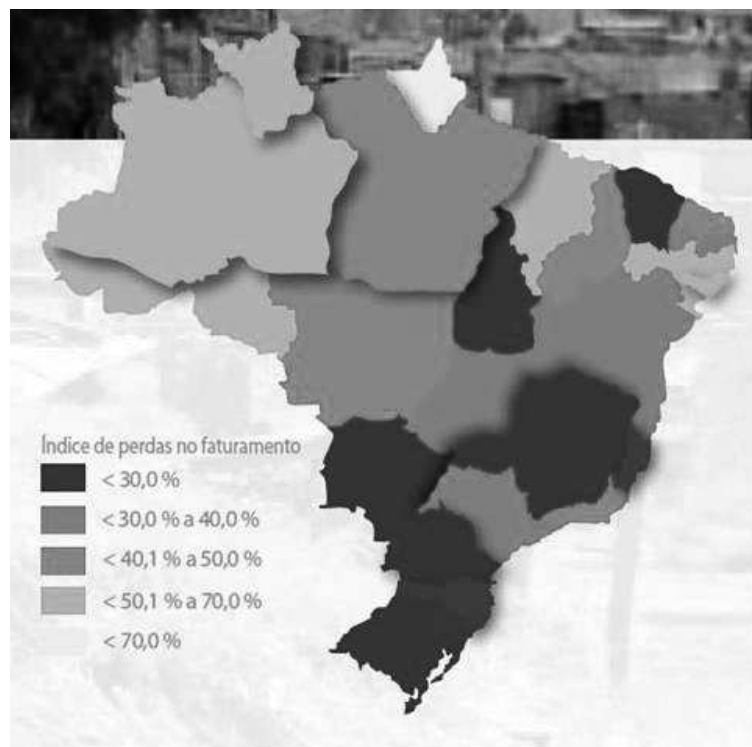 Índice de perdas no faturamento
< 30,0 %
< 30,0 % a 40,0 %
< 40,1 % a 50,0 %
< 50,1 % a 70,0 %
< 70,0 %